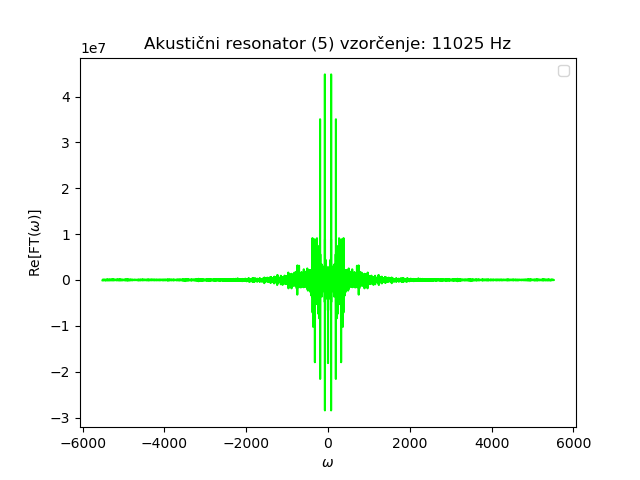 Akustični resonator (5) vzorčenje: 11025 Hz
1e7
4
3
2
1
0
−1
−2
−3
Re[FT(ω)]
−6000 −4000 −2000 0 2000 4000 6000
ω